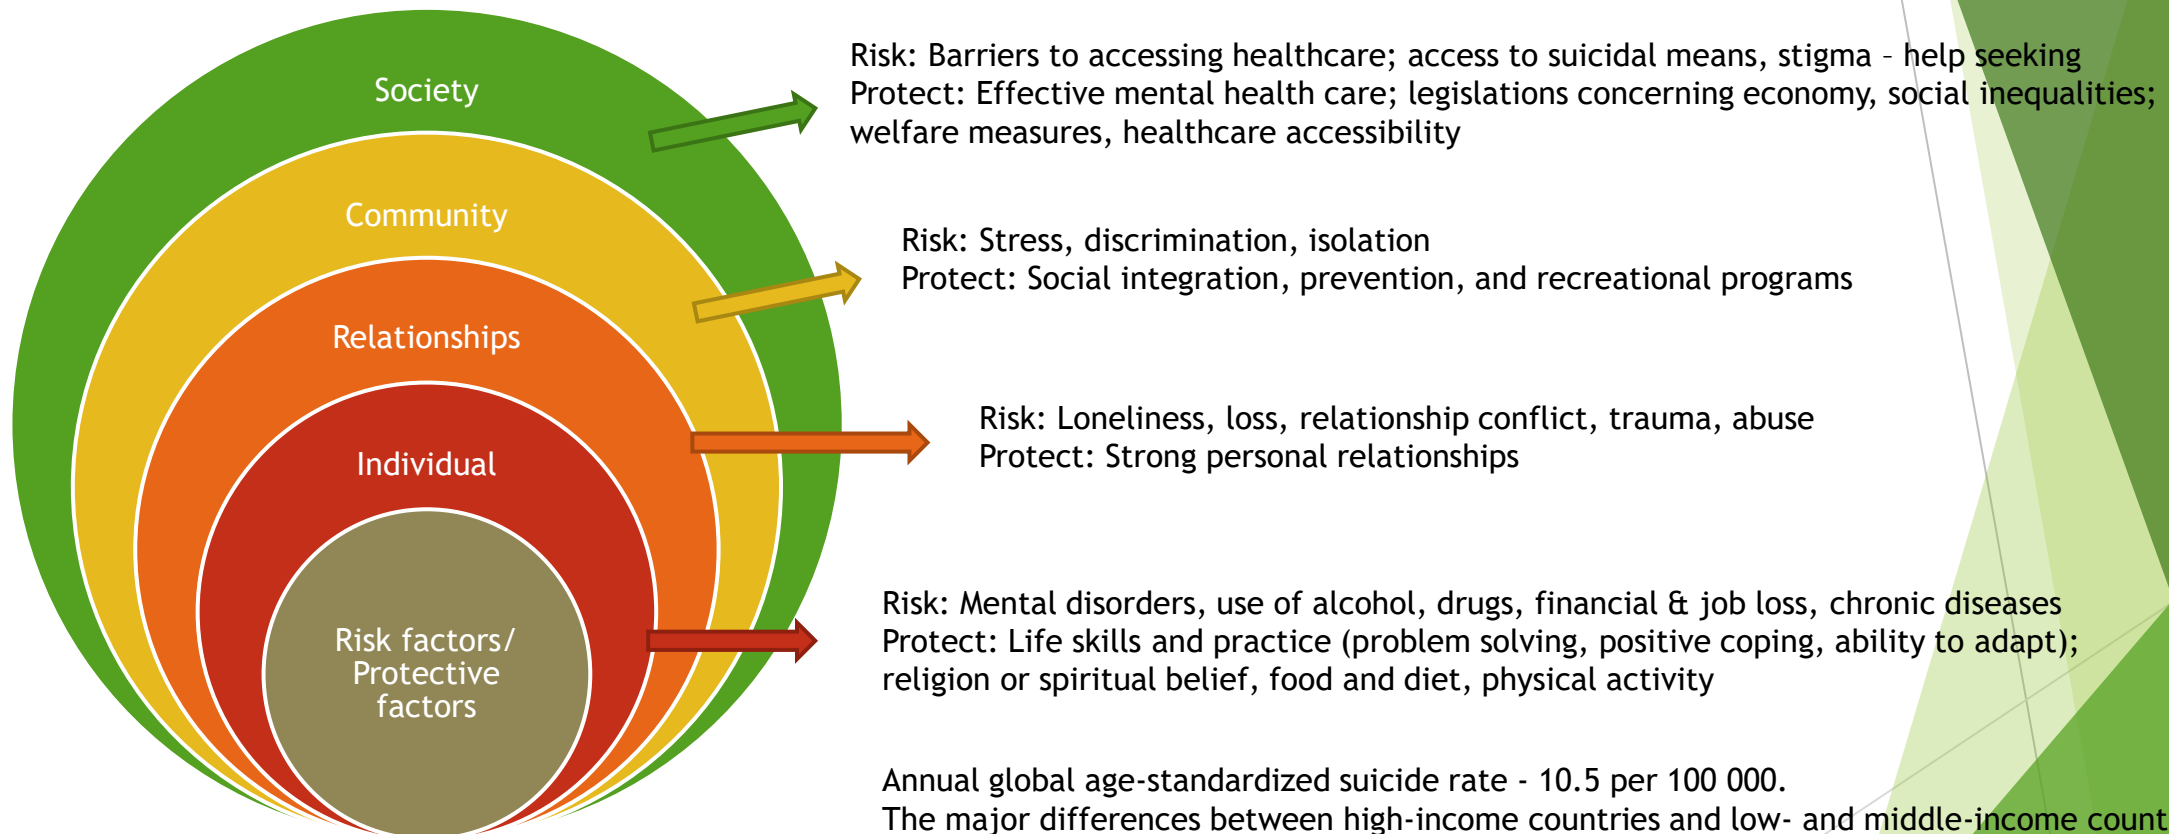 Society
Community
Relationships
Individual
Risk factors/
Protective
factors
Risk: Barriers to accessing healthcare; access to suicidal means, stigma – help seeking
Protect: Effective mental health care; legislations concerning economy, social inequalities;
welfare measures, healthcare accessibility
Risk: Stress, discrimination, isolation
Protect: Social integration, prevention, and recreational programs
Risk: Loneliness, loss, relationship conflict, trauma, abuse
Protect: Strong personal relationships
Risk: Mental disorders, use of alcohol, drugs, financial & job loss, chronic diseases
Protect: Life skills and practice (problem solving, positive coping, ability to adapt);
religion or spiritual belief, food and diet, physical activity
Annual global age-standardized suicide rate - 10.5 per 100 000.
The major differences between high-income countries and low- and middle-income